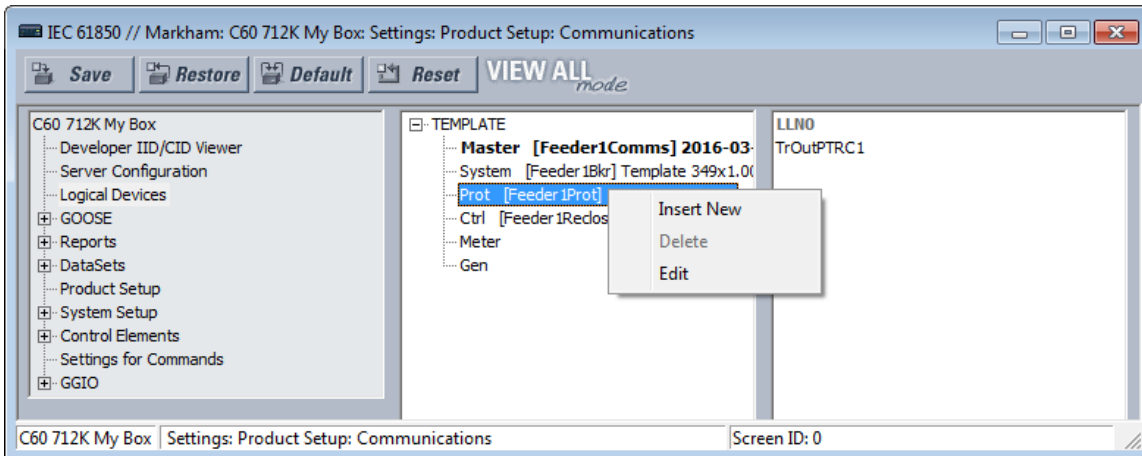 IEC 61850 // Markham: C60 712K My Box: Settings: Product Setup: Communications
Save Restore Default Reset VIEW ALL mode
C60 712K My Box
Developer IID/CID Viewer
Server Configuration
Logical Devices
GOOSE
Reports
DataSets
Product Setup
System Setup
Control Elements
Settings for Commands
GGIO
TEMPLATE
Master [Feeder1Comms] 2016-03-
System [Feeder1Bkr] Template 349x1.00
Prot [Feeder1Prot]
Ctrl [Feeder1Reclos
Meter
Gen
Insert New
Delete
Edit
LLN0
TrOutPTRC1
C60 712K My Box Settings: Product Setup: Communications Screen ID: 0